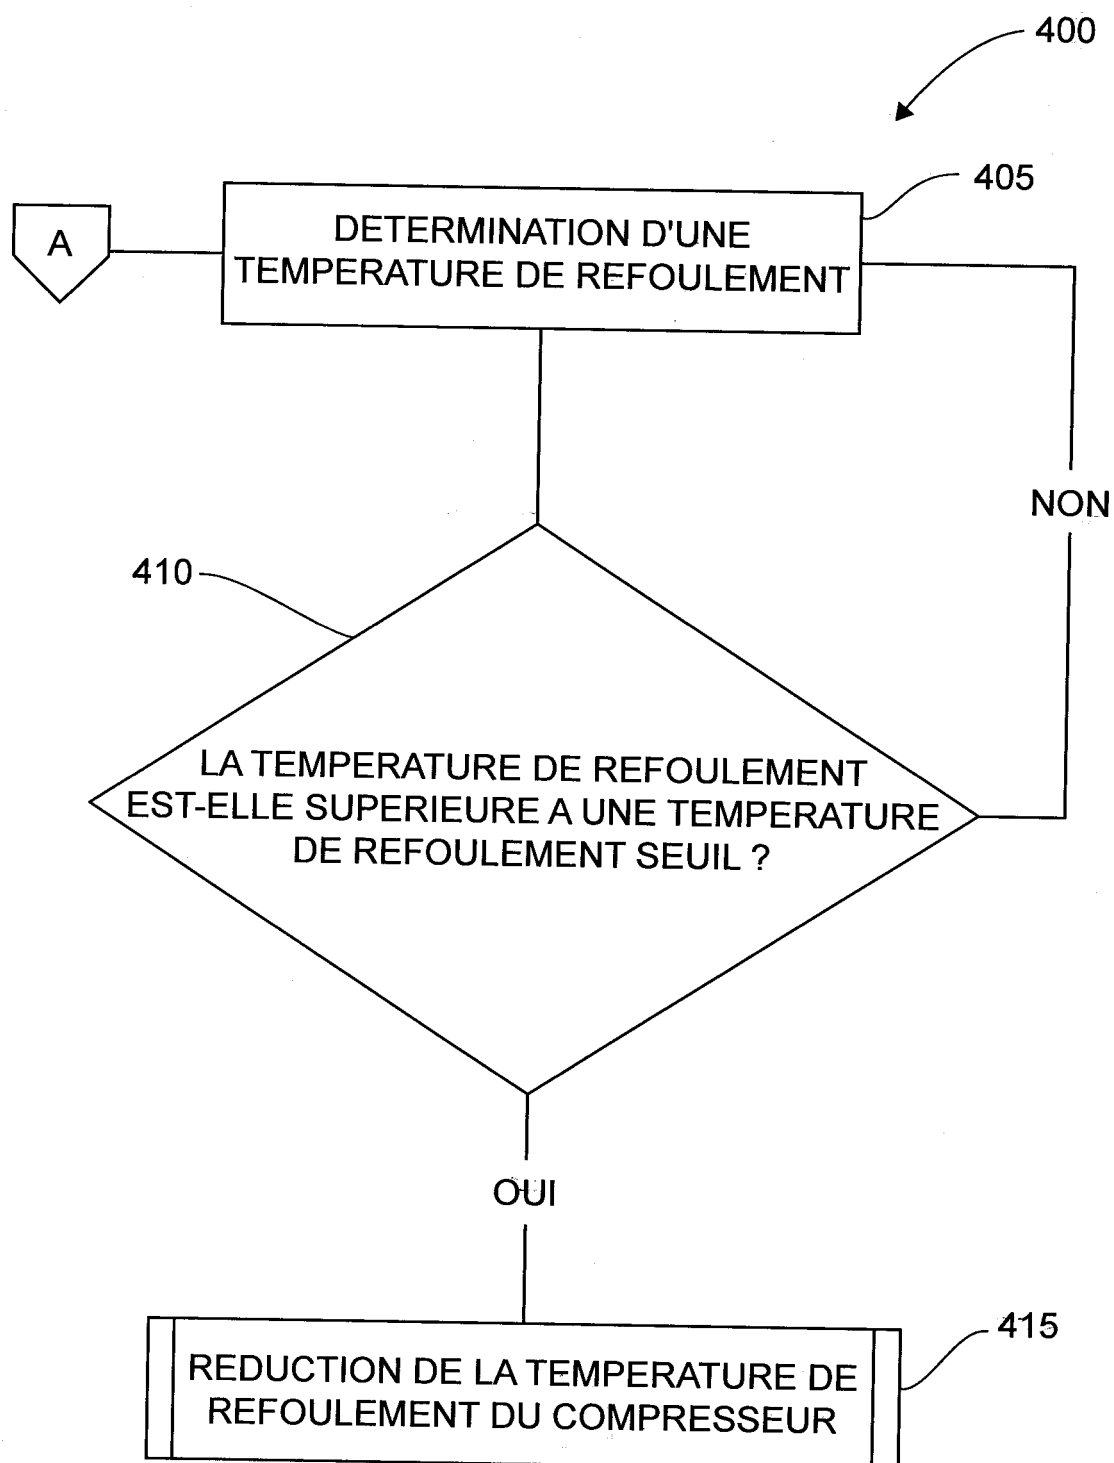 400
405
A
DETERMINATION D'UNE
TEMPERATURE DE REFOULEMENT
NON
410
LA TEMPERATURE DE REFOULEMENT
EST-ELLE SUPERIEURE A UNE TEMPERATURE
DE REFOULEMENT SEUIL ?
OUI
415
REDUCTION DE LA TEMPERATURE DE
REFOULEMENT DU COMPRESSEUR